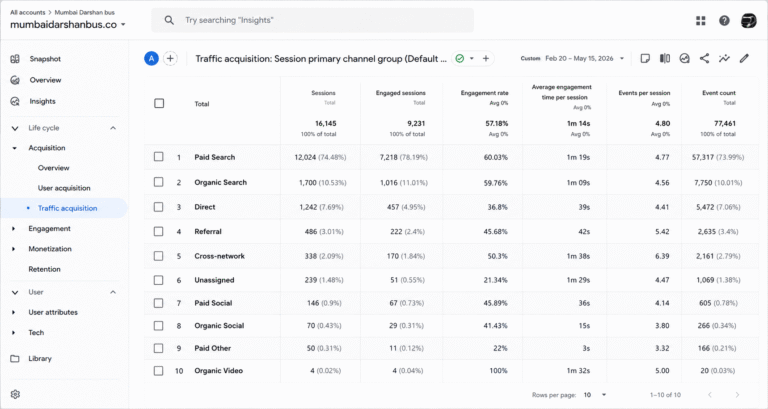 All accounts > Mumbai Darshan bus
mumbaidarshanbus.co
Try searching "Insights"
Snapshot
Overview
Insights
Life cycle
Acquisition
Overview
User acquisition
Traffic acquisition
Engagement
Monetization
Retention
User
User attributes
Tech
Library
A
Traffic acquisition: Session primary channel group (Default ...
Custom Feb 20 – May 15, 2026
Sessions Engaged sessions Engagement rate Average engagement time per session Events per session Event count
Total Total Total Avg 0% Avg 0% Avg 0% Total
16,145 9,231 57.18% 1m 14s 4.80 77,461
100% of total 100% of total Avg 0% Avg 0% Avg 0% 100% of total
1 Paid Search 12,024 (74.48%) 7,218 (78.19%) 60.03% 1m 19s 4.77 57,317 (73.99%)
2 Organic Search 1,700 (10.53%) 1,016 (11.01%) 59.76% 1m 09s 4.56 7,750 (10.01%)
3 Direct 1,242 (7.69%) 457 (4.95%) 36.8% 39s 4.41 5,472 (7.06%)
4 Referral 486 (3.01%) 222 (2.4%) 45.68% 42s 5.42 2,635 (3.4%)
5 Cross-network 338 (2.09%) 170 (1.84%) 50.3% 1m 38s 6.39 2,161 (2.79%)
6 Unassigned 239 (1.48%) 51 (0.55%) 21.34% 1m 29s 4.47 1,069 (1.38%)
7 Paid Social 146 (0.9%) 67 (0.73%) 45.89% 36s 4.14 605 (0.78%)
8 Organic Social 70 (0.43%) 29 (0.31%) 41.43% 15s 3.80 266 (0.34%)
9 Paid Other 50 (0.31%) 11 (0.12%) 22% 3s 3.32 166 (0.21%)
10 Organic Video 4 (0.02%) 4 (0.04%) 100% 1m 32s 5.00 20 (0.03%)
Rows per page: 10 1–10 of 10